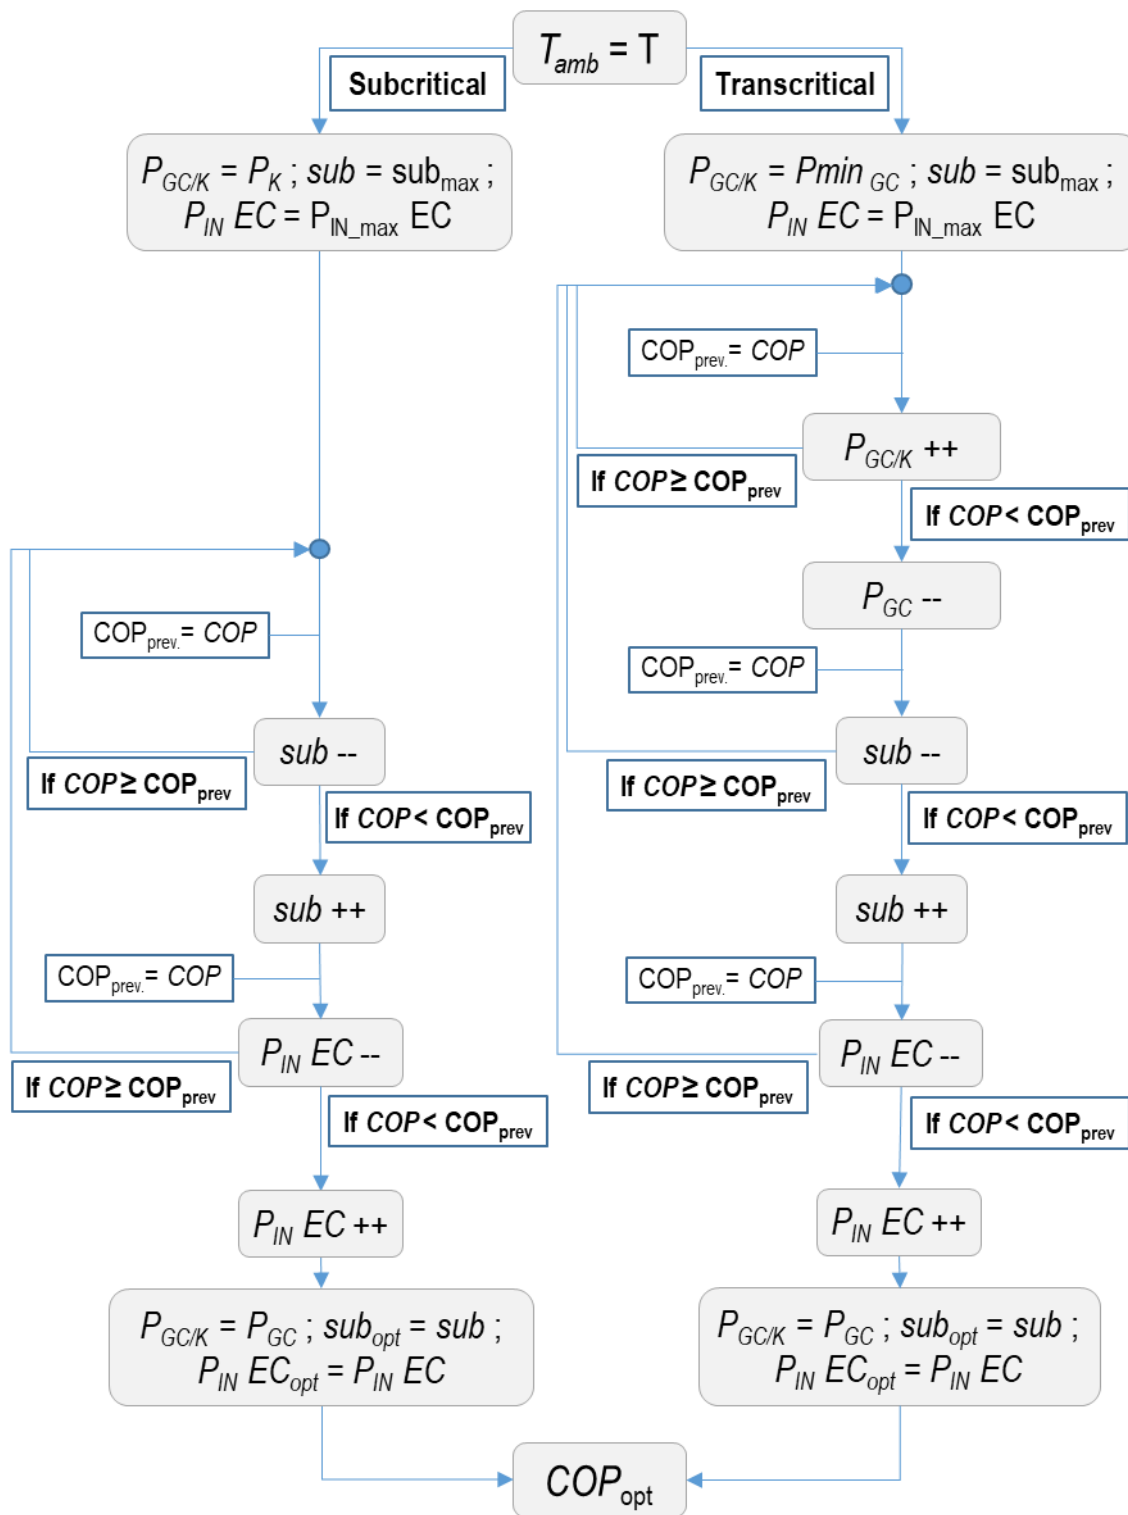 T_amb = T
Subcritical
Transcritical
P_GC/K = P_K ; sub = sub_max ;
P_IN EC = P_IN_max EC
P_GC/K = Pmin_GC ; sub = sub_max ;
P_IN EC = P_IN_max EC
COP_prev. = COP
P_GC/K ++
If COP ≥ COP_prev
If COP < COP_prev
P_GC --
COP_prev. = COP
COP_prev. = COP
sub --
sub --
If COP ≥ COP_prev
If COP < COP_prev
If COP ≥ COP_prev
If COP < COP_prev
sub ++
sub ++
COP_prev. = COP
COP_prev. = COP
P_IN EC --
P_IN EC --
If COP ≥ COP_prev
If COP < COP_prev
If COP ≥ COP_prev
If COP < COP_prev
P_IN EC ++
P_IN EC ++
P_GC/K = P_GC ; sub_opt = sub ;
P_IN EC_opt = P_IN EC
P_GC/K = P_GC ; sub_opt = sub ;
P_IN EC_opt = P_IN EC
COP_opt